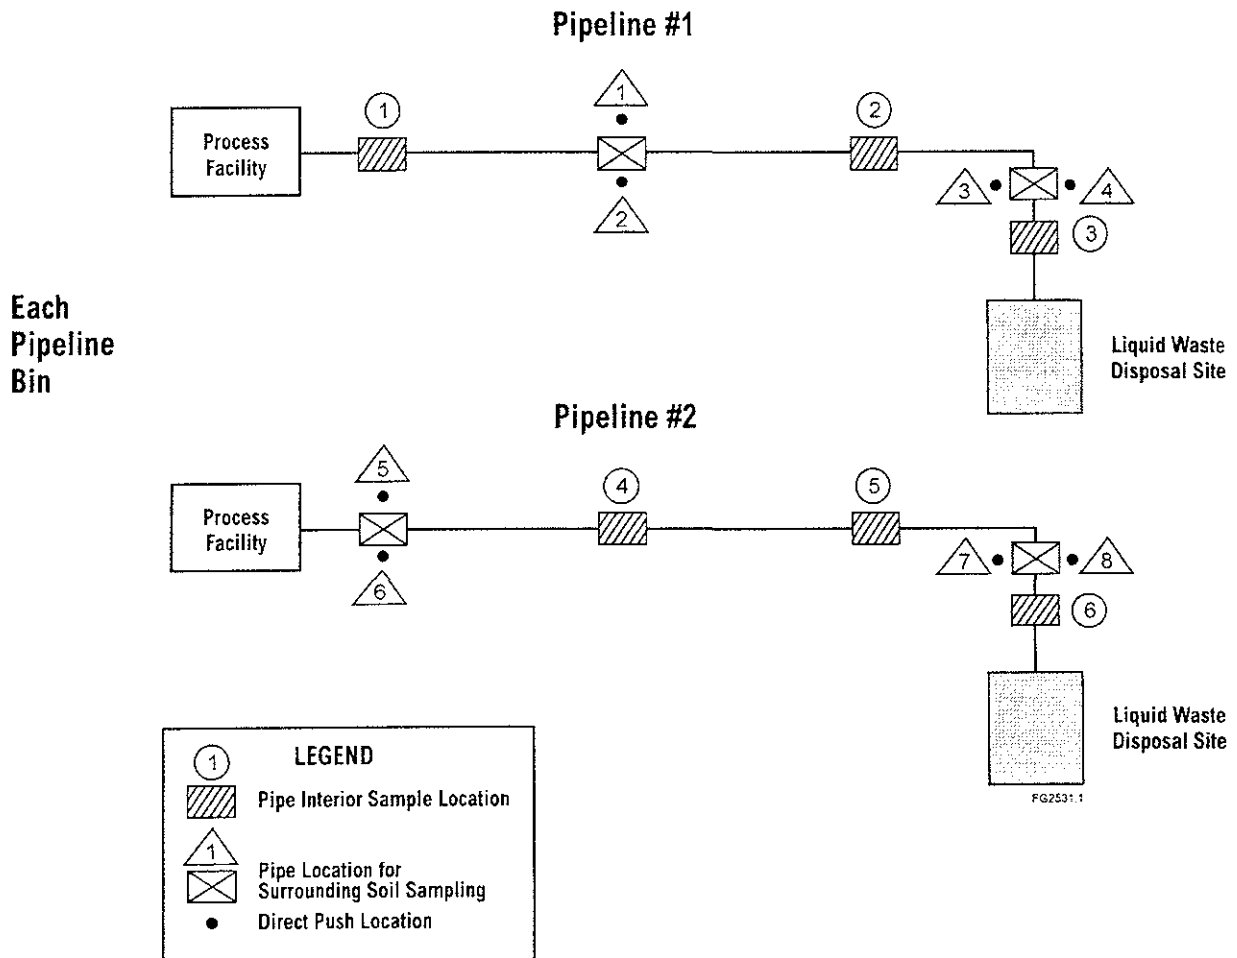 Pipeline #1
1
1
2
Process
Facility
2
3
4
3
Each
Pipeline
Bin
Liquid Waste
Disposal Site
Pipeline #2
5
4
5
Process
Facility
6
7
8
6
Liquid Waste
Disposal Site
FG2531.1
LEGEND
1
Pipe Interior Sample Location
1
Pipe Location for
Surrounding Soil Sampling
Direct Push Location